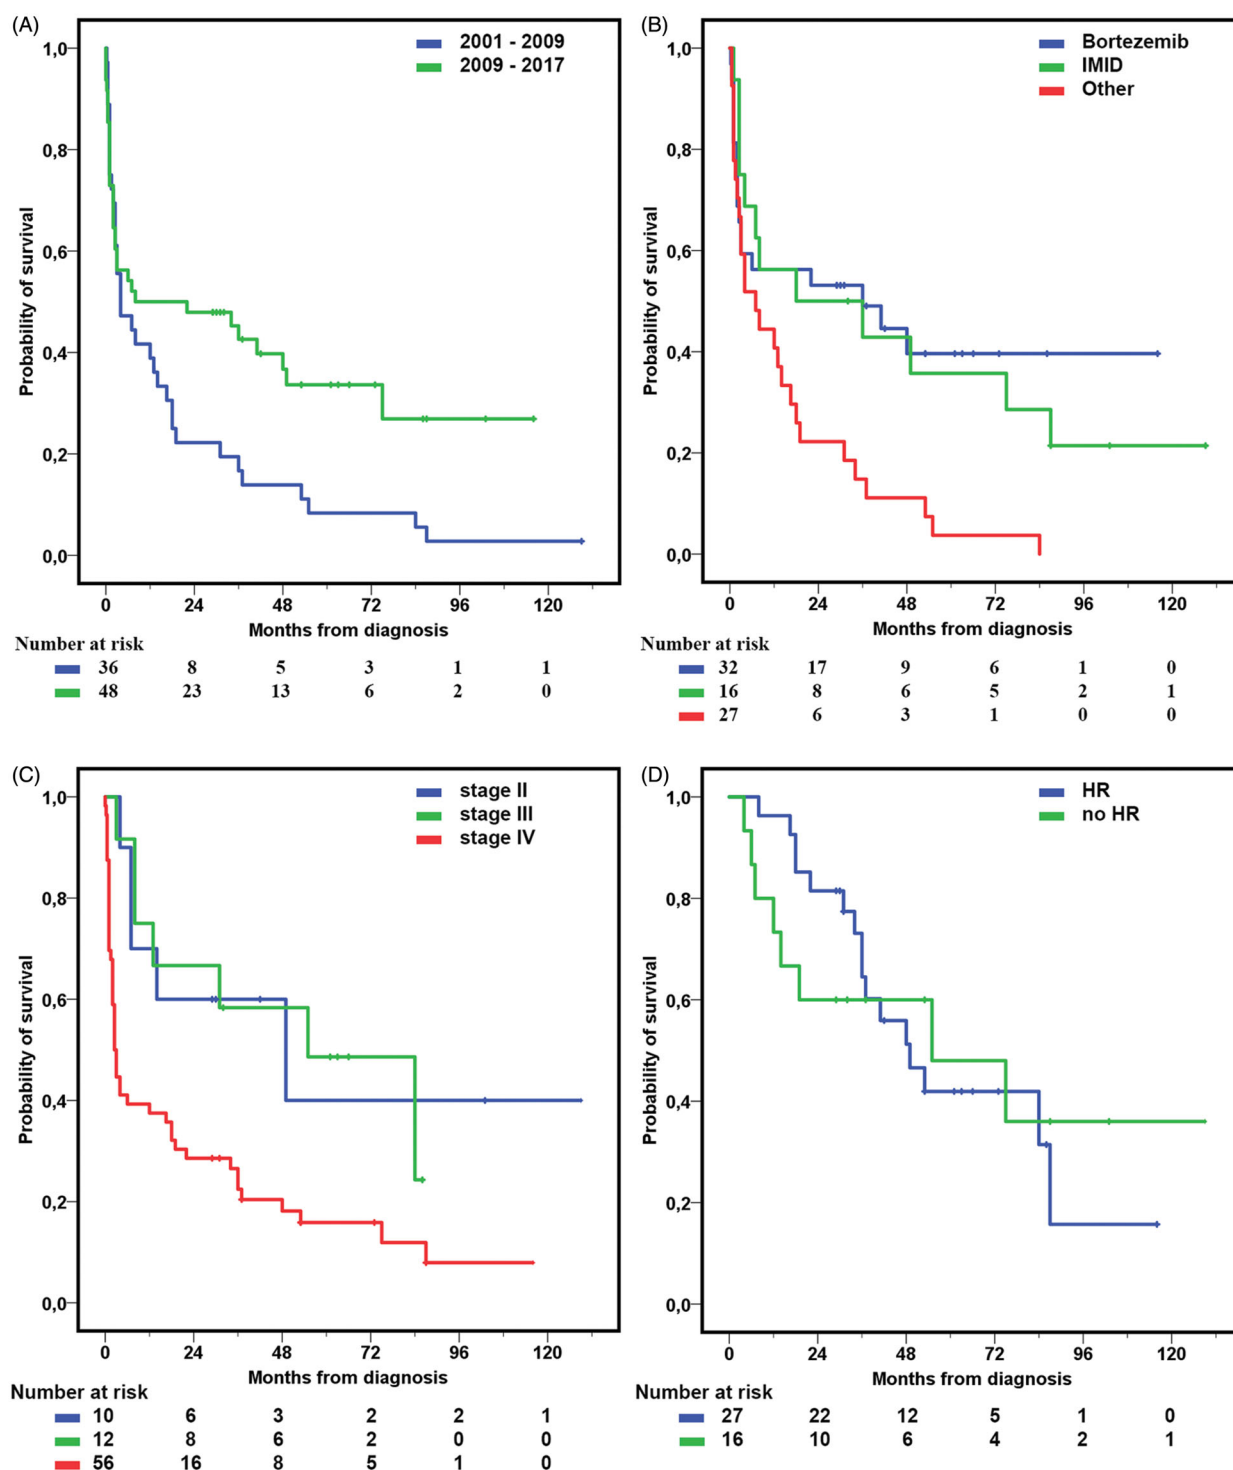 (A)
2001 - 2009
2009 - 2017
1,0
0,8
0,6
0,4
0,2
0,0
Probability of survival
0 24 48 72 96 120
Months from diagnosis
Number at risk
36 8 5 3 1 1
48 23 13 6 2 0
(B)
Bortezemib
IMID
Other
1,0
0,8
0,6
0,4
0,2
0,0
Probability of survival
0 24 48 72 96 120
Months from diagnosis
Number at risk
32 17 9 6 1 0
16 8 6 5 2 1
27 6 3 1 0 0
(C)
stage II
stage III
stage IV
1,0
0,8
0,6
0,4
0,2
0,0
Probability of survival
0 24 48 72 96 120
Months from diagnosis
Number at risk
10 6 3 2 2 1
12 8 6 2 0 0
56 16 8 5 1 0
(D)
HR
no HR
1,0
0,8
0,6
0,4
0,2
0,0
Probability of survival
0 24 48 72 96 120
Months from diagnosis
Number at risk
27 22 12 5 1 0
16 10 6 4 2 1